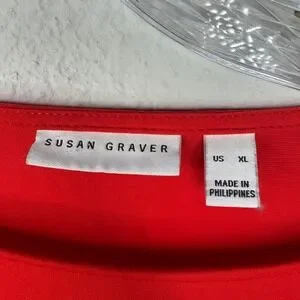 SUSAN GRAVER
US XL
MADE IN
PHILIPPINES